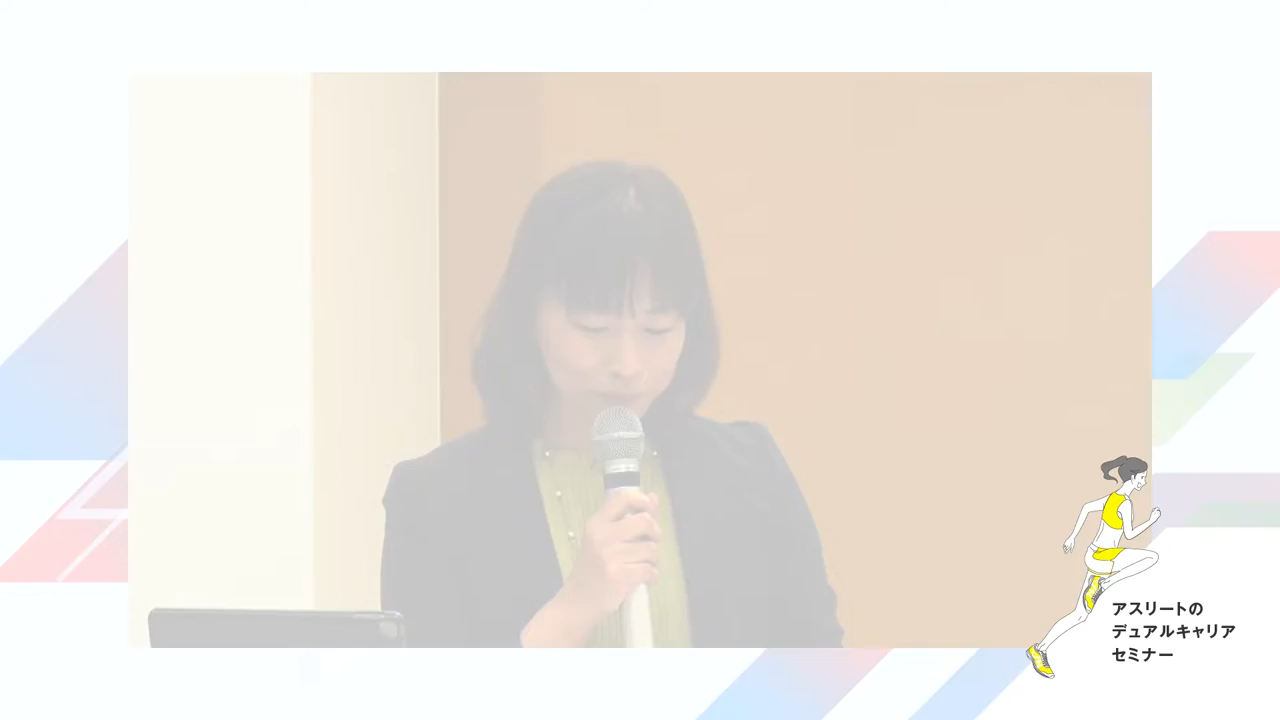 アスリートの
デュアルキャリア
セミナー